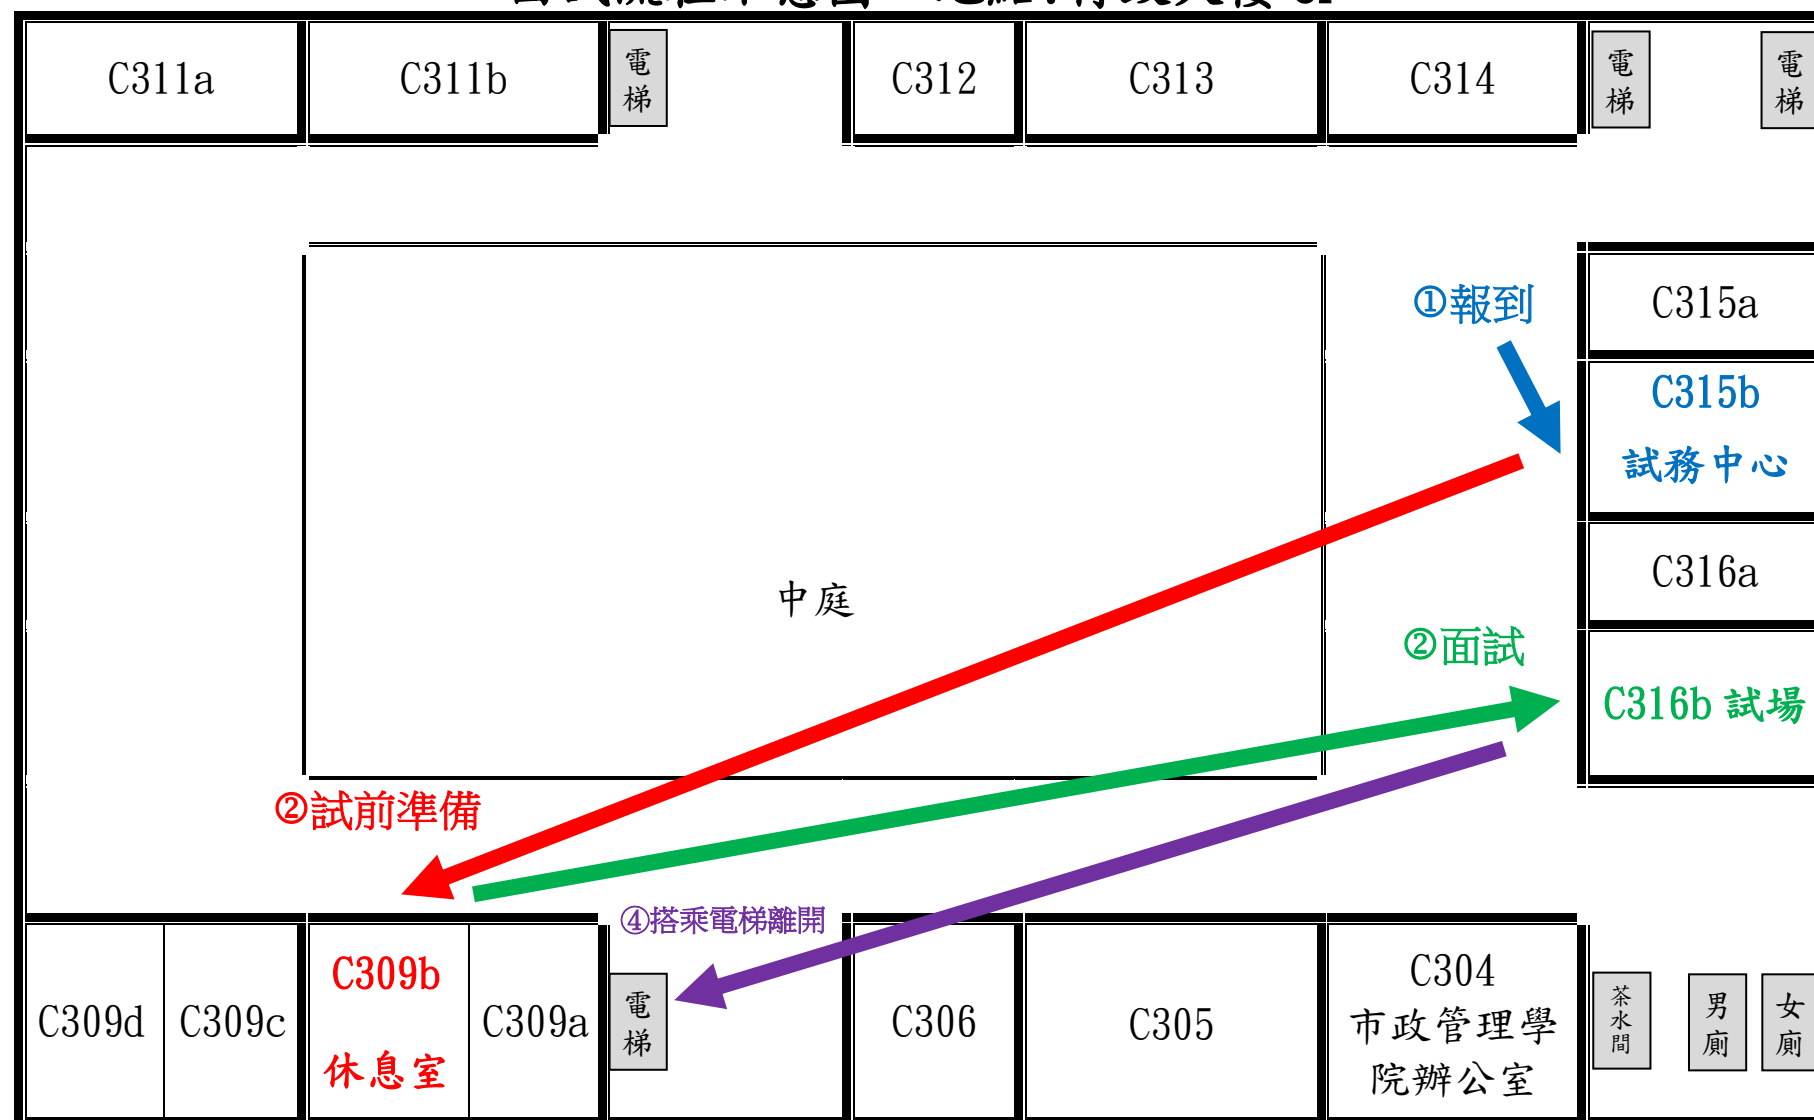 C311a
C311b
電梯
C312
C313
C314
電梯
電梯
①報到
C315a
C315b
試務中心
C316a
中庭
②面試
C316b 試場
②試前準備
④搭乘電梯離開
C309d
C309c
C309b
休息室
C309a
電梯
C306
C305
C304
市政管理學
院辦公室
茶水間
男廁
女廁